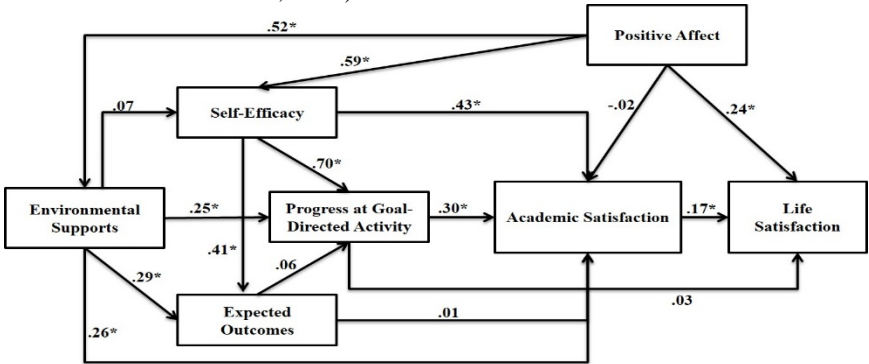 .52*
Positive Affect
.59*
.07
Self-Efficacy
.43*
-.02
.24*
.70*
Environmental
Supports
.25*
Progress at Goal-
Directed Activity
.30*
Academic Satisfaction
.17*
Life
Satisfaction
.41*
.06
.29*
.03
Expected
Outcomes
.01
.26*